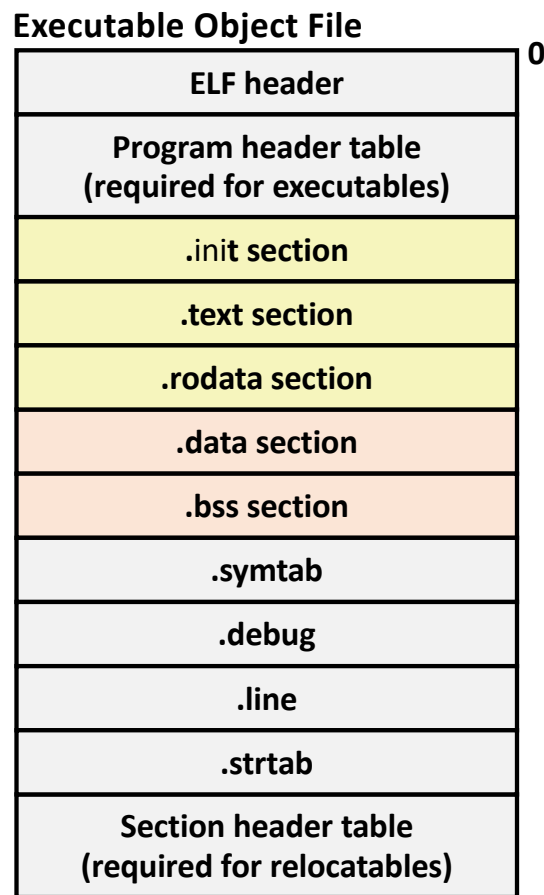 Executable Object File
0
ELF header
Program header table
(required for executables)
.init section
.text section
.rodata section
.data section
.bss section
.symtab
.debug
.line
.strtab
Section header table
(required for relocatables)